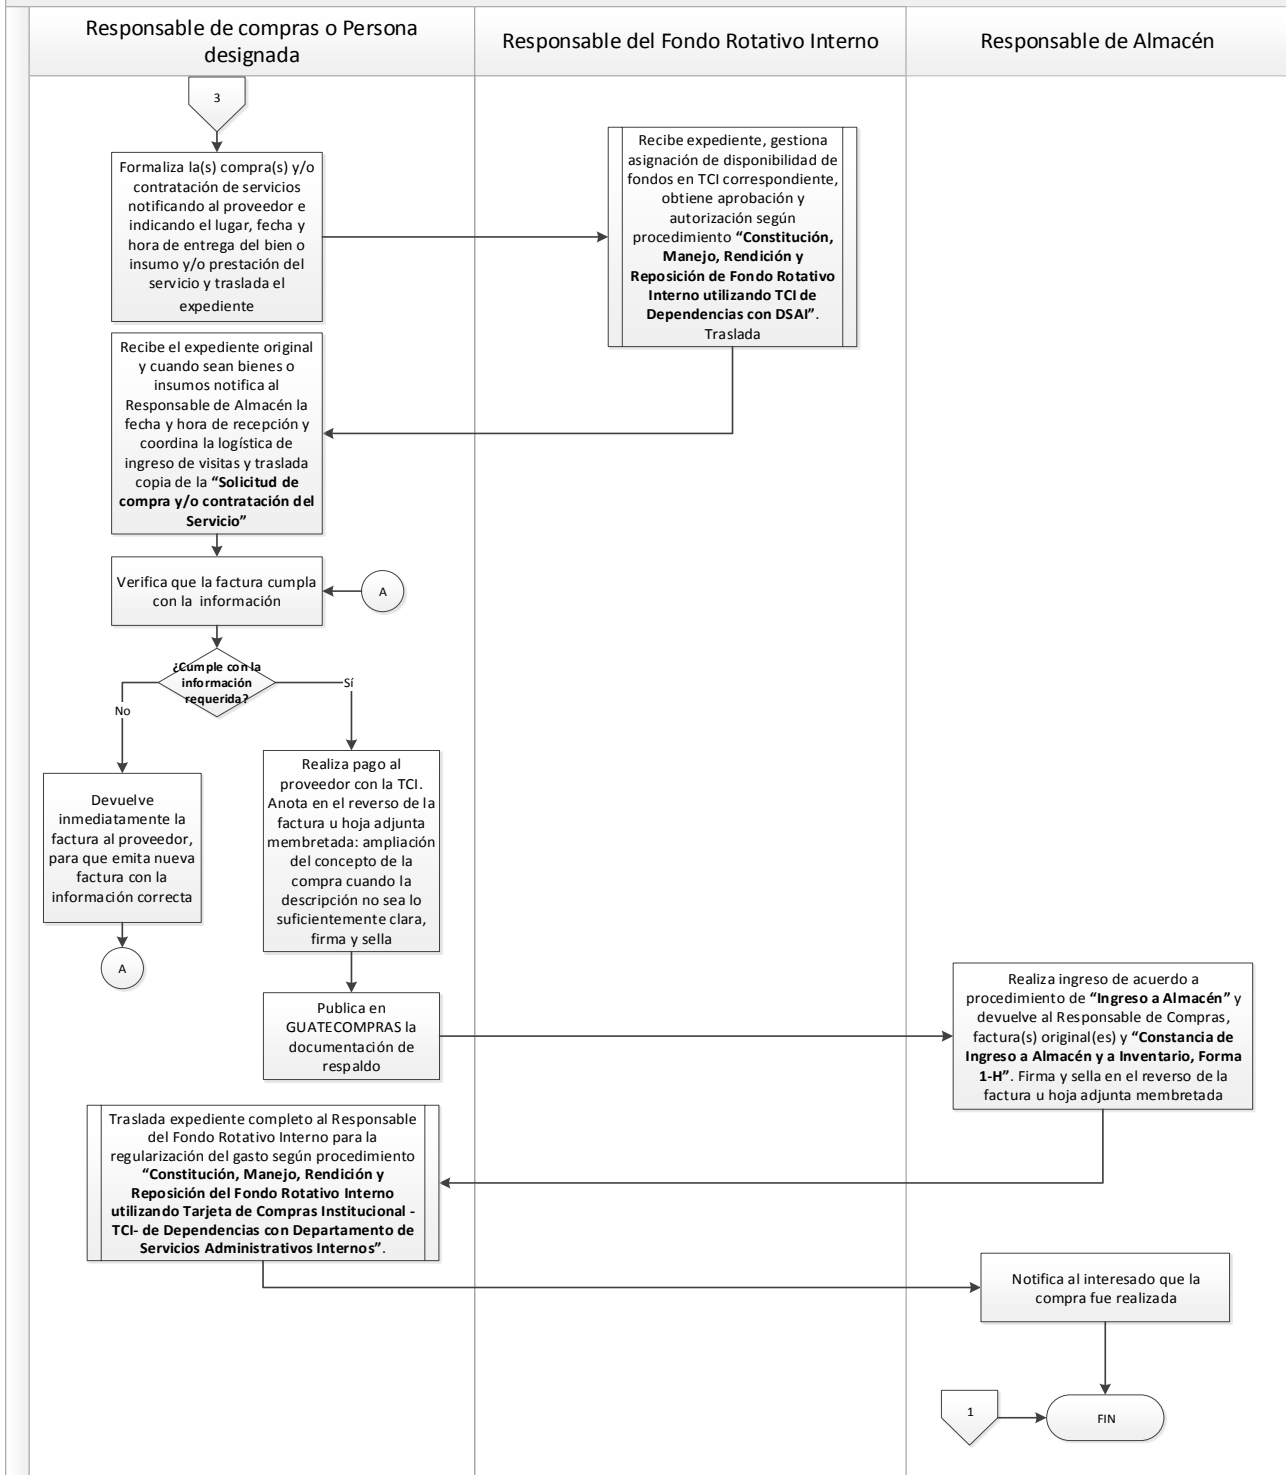 Responsable de compras o Persona
designada
Responsable del Fondo Rotativo Interno
Responsable de Almacén
3
Formaliza la(s) compra(s) y/o
contratación de servicios
notificando al proveedor e
indicando el lugar, fecha y
hora de entrega del bien o
insumo y/o prestación del
servicio y traslada el
expediente
Recibe expediente, gestiona
asignación de disponibilidad de
fondos en TCI correspondiente,
obtiene aprobación y
autorización según
procedimiento “Constitución,
Manejo, Rendición y
Reposición de Fondo Rotativo
Interno utilizando TCI de
Dependencias con DSAI”.
Traslada
Recibe el expediente original
y cuando sean bienes o
insumos notifica al
Responsable de Almacén la
fecha y hora de recepción y
coordina la logística de
ingreso de visitas y traslada
copia de la “Solicitud de
compra y/o contratación del
Servicio”
Verifica que la factura cumpla
con la información
A
¿Cumple con la
información
requerida?
No
Sí
Devuelve
inmediatamente la
factura al proveedor,
para que emita nueva
factura con la
información correcta
A
Realiza pago al
proveedor con la TCI.
Anota en el reverso de la
factura u hoja adjunta
membretada: ampliación
del concepto de la
compra cuando la
descripción no sea lo
suficientemente clara,
firma y sella
Publica en
GUATECOMPRAS la
documentación de
respaldo
Realiza ingreso de acuerdo a
procedimiento de “Ingreso a Almacén” y
devuelve al Responsable de Compras,
factura(s) original(es) y “Constancia de
Ingreso a Almacén y a Inventario, Forma
1-H”. Firma y sella en el reverso de la
factura u hoja adjunta membretada
Traslada expediente completo al Responsable
del Fondo Rotativo Interno para la
regularización del gasto según procedimiento
“Constitución, Manejo, Rendición y
Reposición del Fondo Rotativo Interno
utilizando Tarjeta de Compras Institucional -
TCI- de Dependencias con Departamento de
Servicios Administrativos Internos”.
Notifica al interesado que la
compra fue realizada
1
FIN